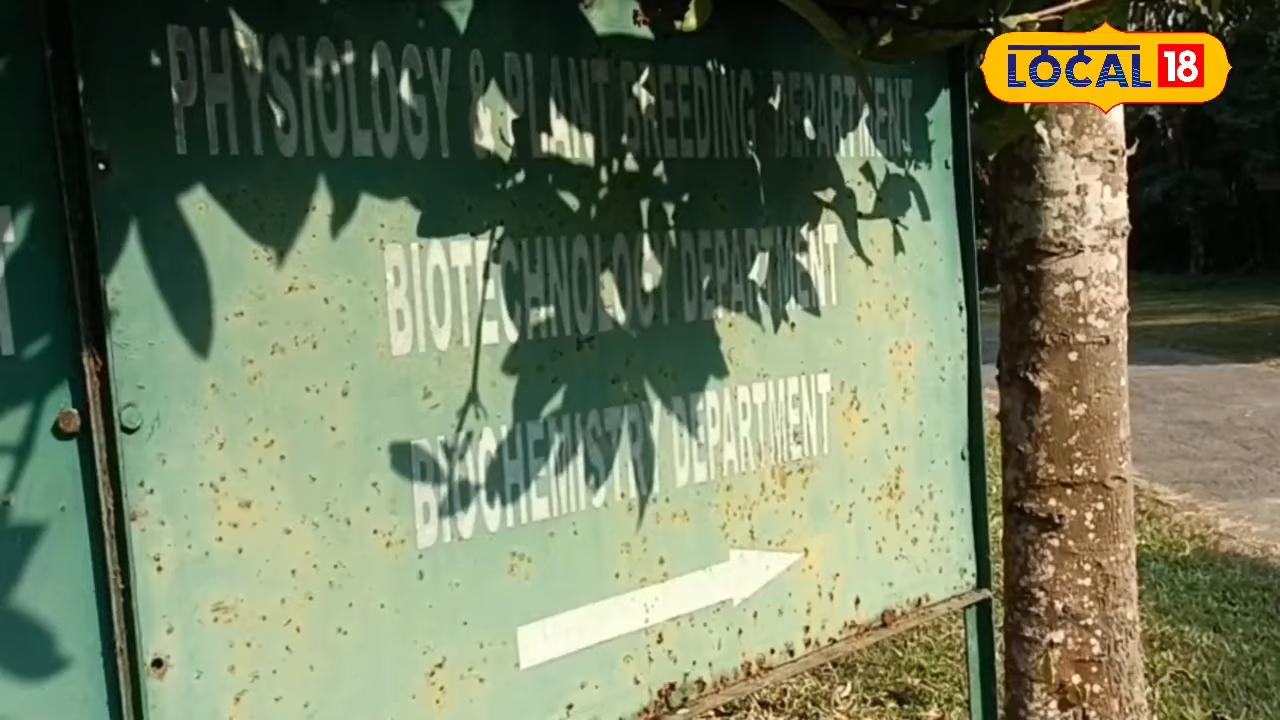 PHYSIOLOGY & PLANT BREEDING DEPARTMENT
BIOTECHNOLOGY DEPARTMENT
BIOCHEMISTRY DEPARTMENT
LOCAL 18